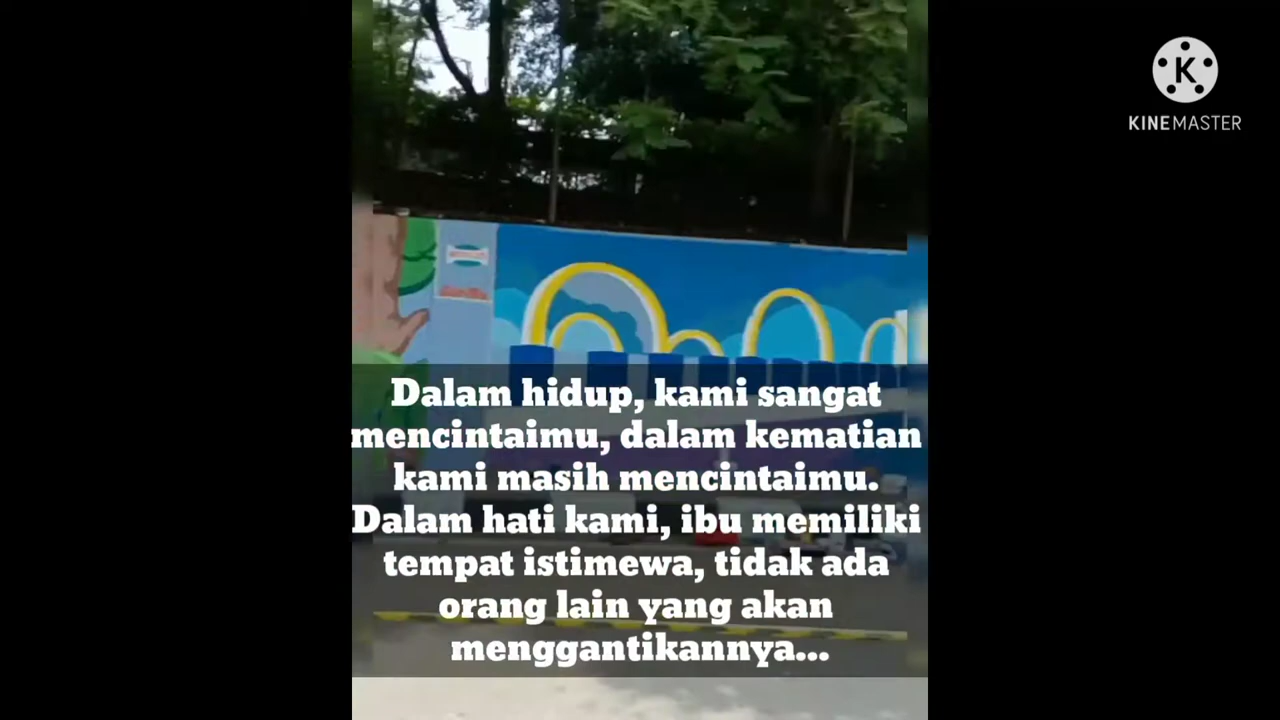 KINEMASTER
Dalam hidup, kami sangat
mencintaimu, dalam kematian
kami masih mencintaimu.
Dalam hati kami, ibu memiliki
tempat istimewa, tidak ada
orang lain yang akan
menggantikannya...